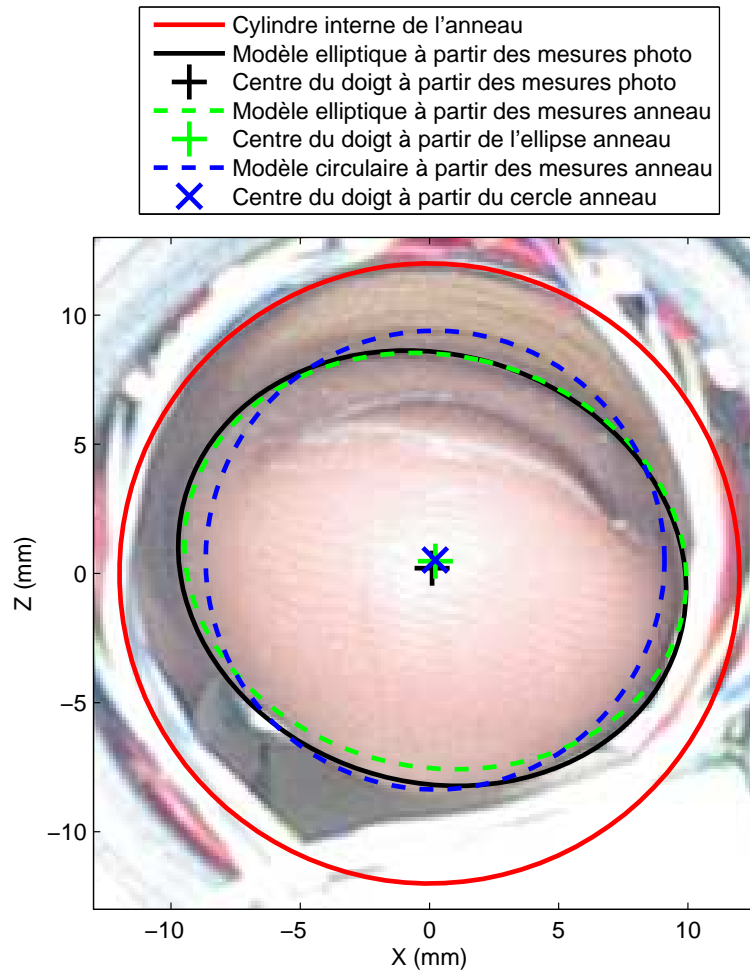 Cylindre interne de l'anneau
Modèle elliptique à partir des mesures photo
Centre du doigt à partir des mesures photo
Modèle elliptique à partir des mesures anneau
Centre du doigt à partir de l'ellipse anneau
Modèle circulaire à partir des mesures anneau
Centre du doigt à partir du cercle anneau
10
5
0
−5
−10
Z (mm)
−10 −5 0 5 10
X (mm)